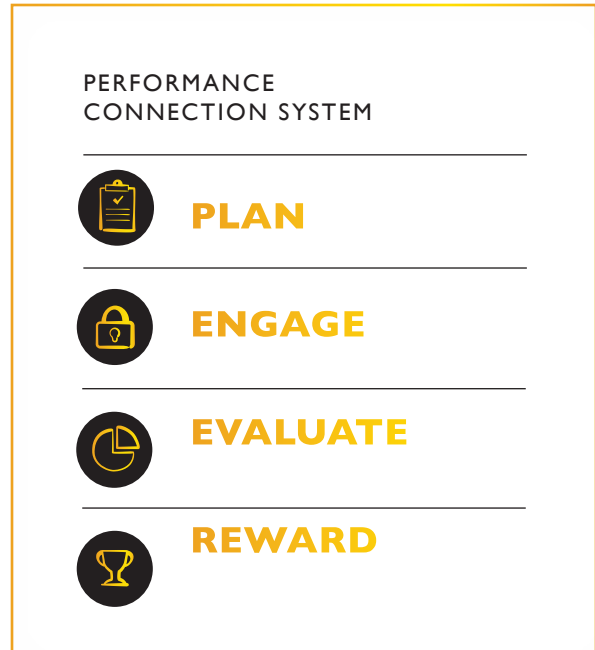 PERFORMANCE
CONNECTION SYSTEM
PLAN
ENGAGE
EVALUATE
REWARD